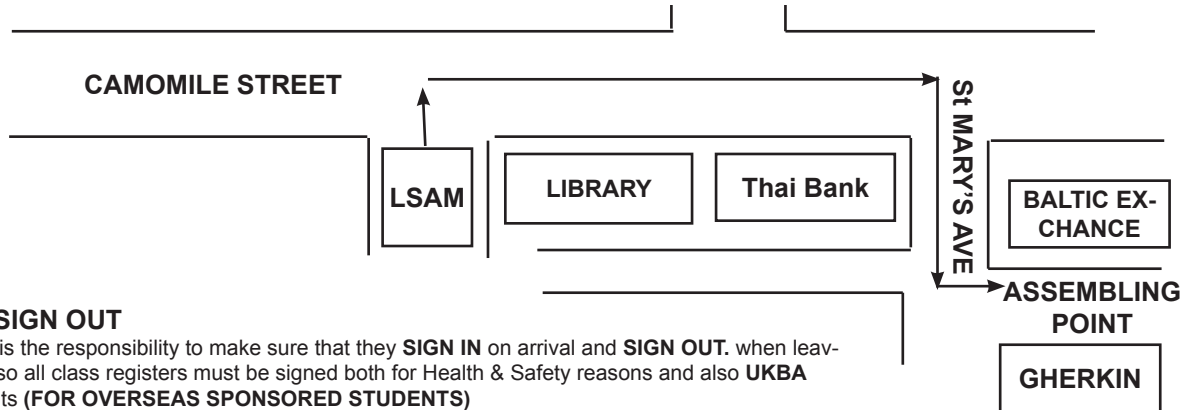 CAMOMILE STREET
St MARY'S AVE
LSAM
LIBRARY
Thai Bank
BALTIC EX-
CHANCE
ASSEMBLING
POINT
GHERKIN
SIGN OUT
is the responsibility to make sure that they SIGN IN on arrival and SIGN OUT. when leav-
so all class registers must be signed both for Health & Safety reasons and also UKBA
ts (FOR OVERSEAS SPONSORED STUDENTS)